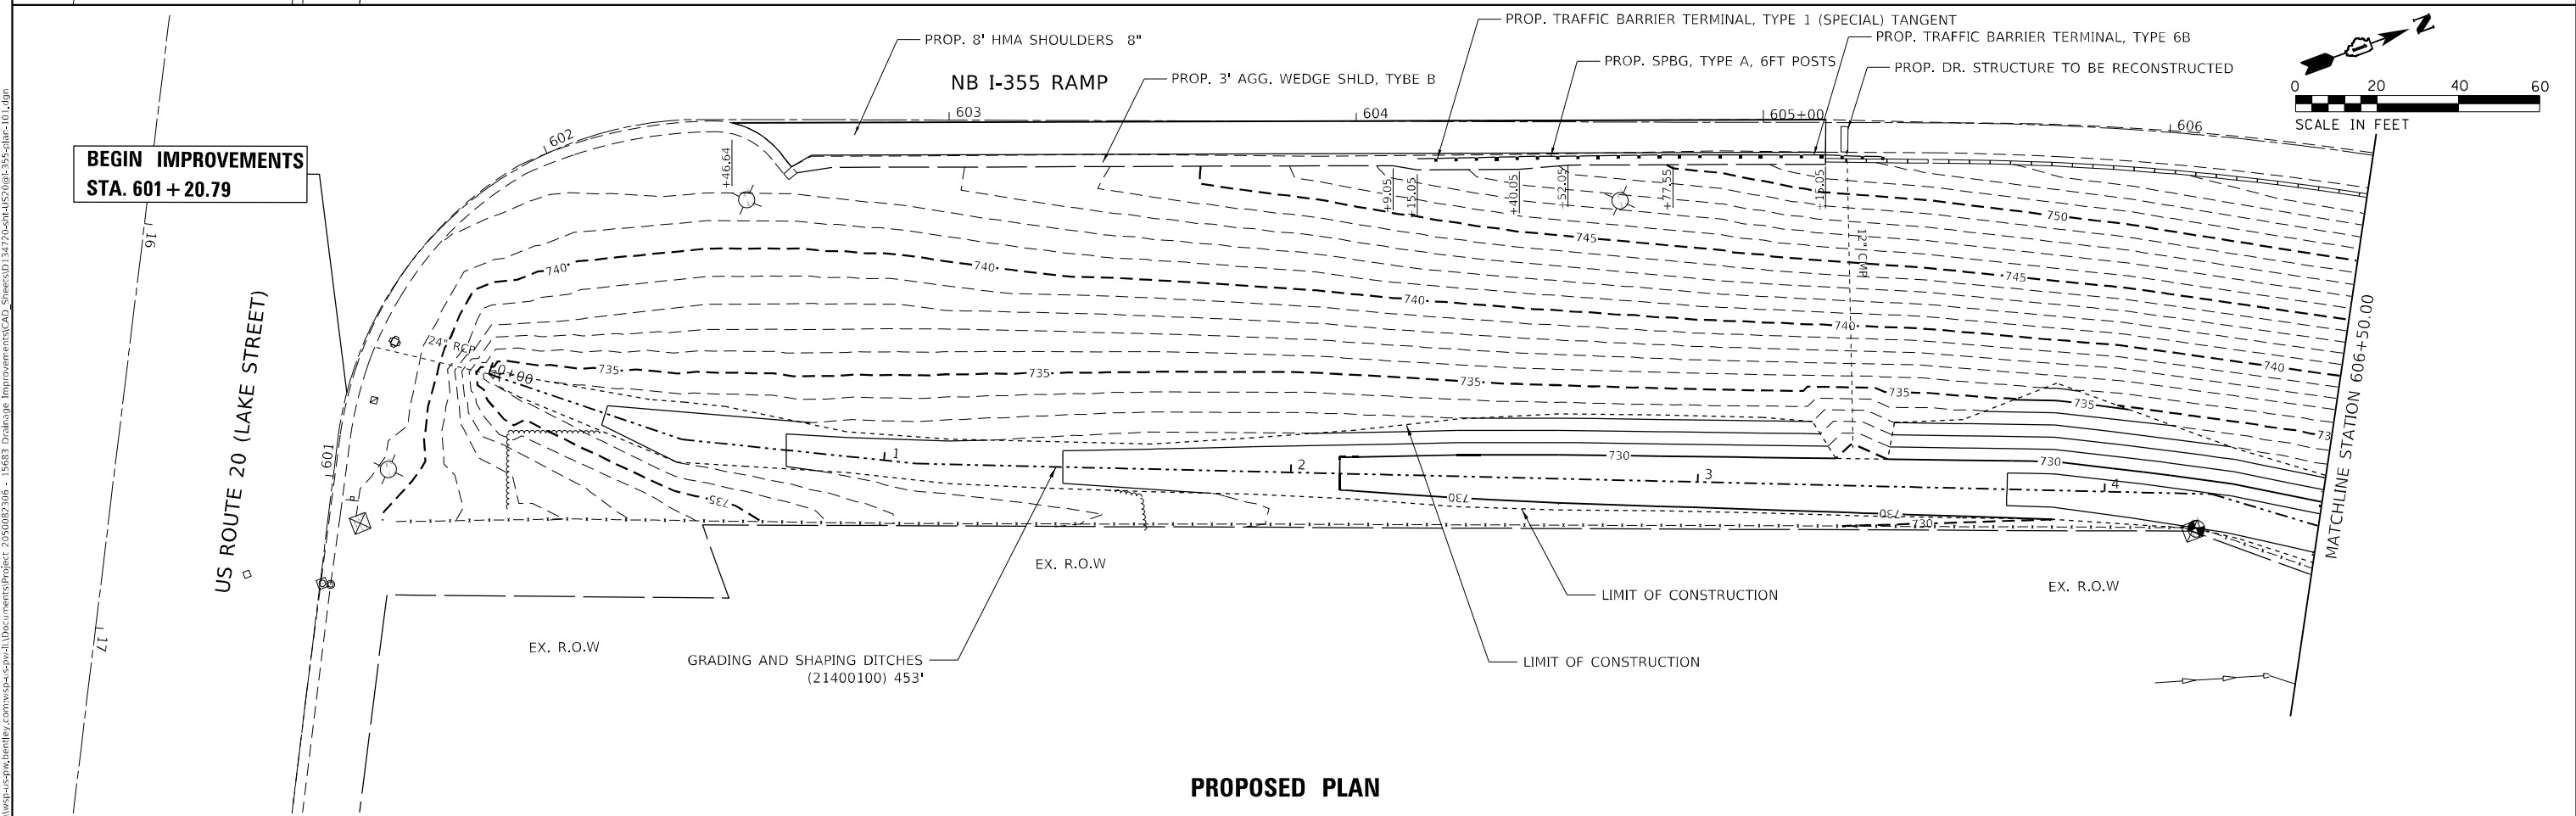 PROP. TRAFFIC BARRIER TERMINAL, TYPE 1 (SPECIAL) TANGENT
PROP. TRAFFIC BARRIER TERMINAL, TYPE 6B
PROP. 8' HMA SHOULDERS 8"
PROP. SPBG, TYPE A, 6FT POSTS
PROP. DR. STRUCTURE TO BE RECONSTRUCTED
NB I-355 RAMP
PROP. 3' AGG. WEDGE SHLD, TYBE B
N
0 20 40 60
SCALE IN FEET
602
603
604
605+00
606
BEGIN IMPROVEMENTS
STA. 601+20.79
+46.64
+9.05
+15.05
+40.05
+52.05
+77.55
+15.05
16
750
745
745
740
740
740
740
740
12" CMP
24" RCP
50+00
735
735
735
735
735
73
735
601
1
2
3
4
730
730
730
730
730
US ROUTE 20 (LAKE STREET)
MATCHLINE STATION 606+50.00
17
EX. R.O.W
EX. R.O.W
EX. R.O.W
LIMIT OF CONSTRUCTION
LIMIT OF CONSTRUCTION
GRADING AND SHAPING DITCHES
(21400100) 453'
PROPOSED PLAN